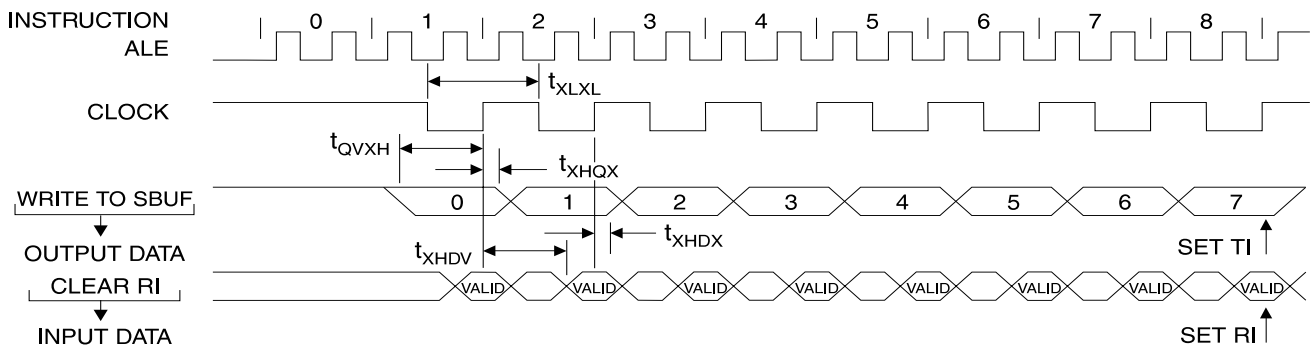 INSTRUCTION 0 1 2 3 4 5 6 7 8
ALE
tXLXL
CLOCK
tQVXH
tXHQX
WRITE TO SBUF 0 1 2 3 4 5 6 7
tXHDV
tXHDX
OUTPUT DATA
SET TI
CLEAR RI VALID VALID VALID VALID VALID VALID VALID VALID
INPUT DATA
SET RI